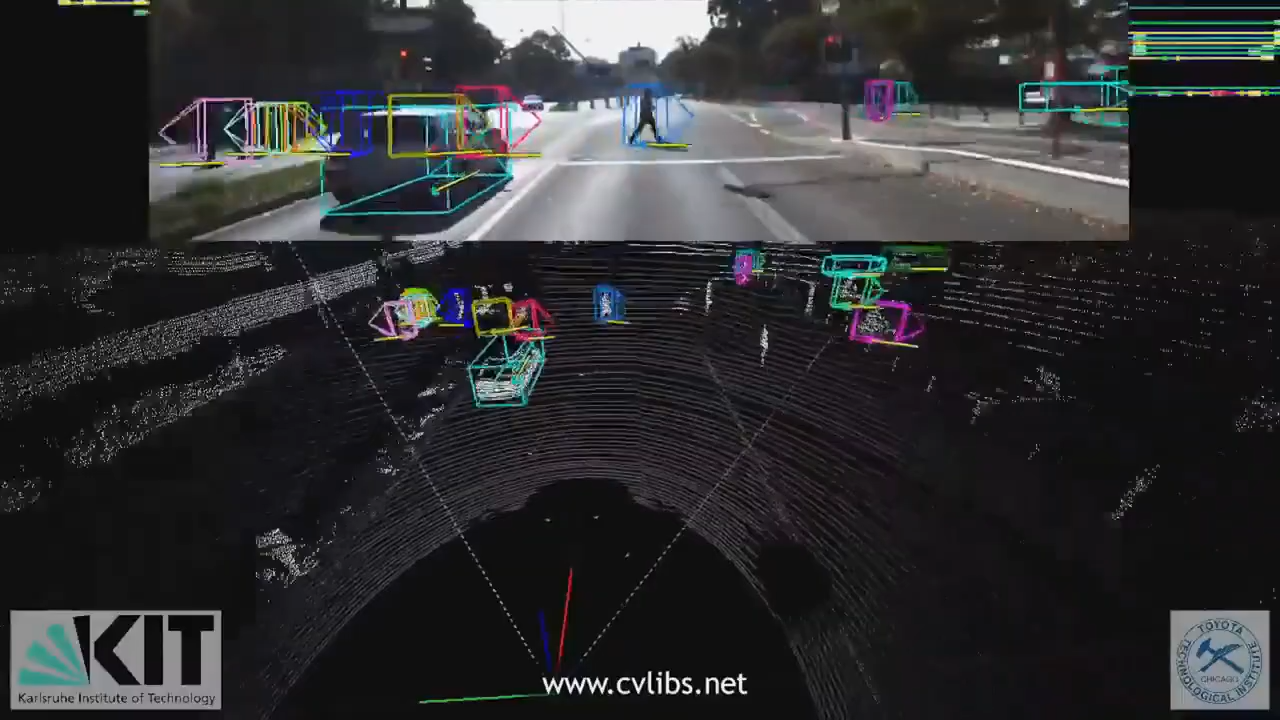 KIT
Karlsruhe Institute of Technology
www.cvlibs.net
TOYOTA
TECHNOLOGICAL INSTITUTE
CHICAGO